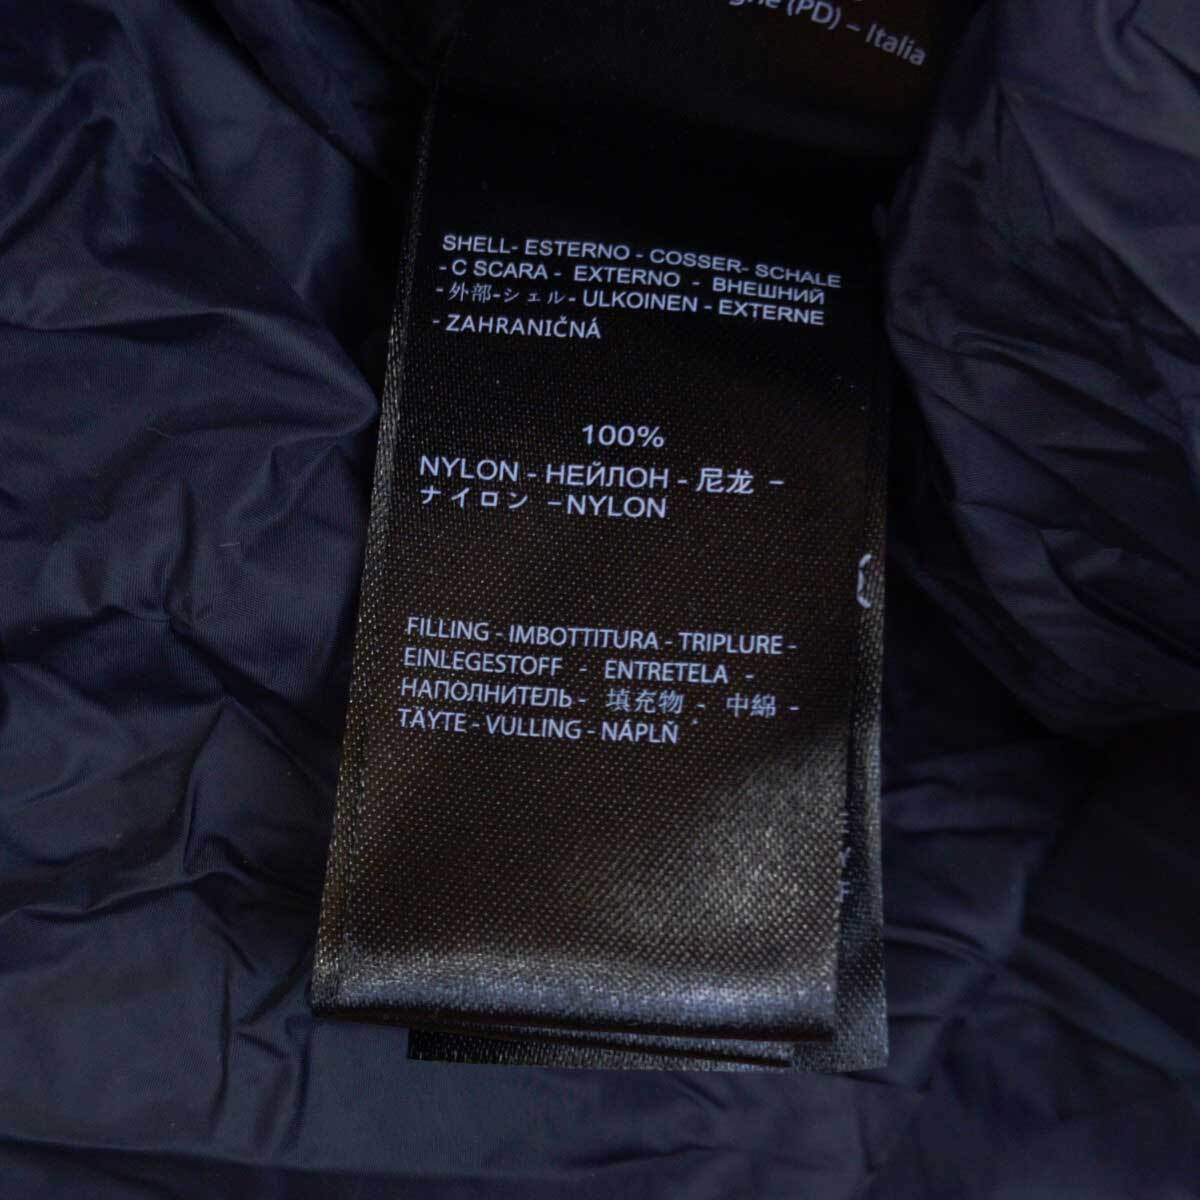 (PD) – Italia
SHELL- ESTERNO - COSSER- SCHALE
- C SCARA - EXTERNO - ВНЕШНИЙ
- 外部-シェル- ULKOINEN - EXTERNE
- ZAHRANIČNÁ
100%
NYLON - НЕЙЛОН - 尼龙 –
ナイロン –NYLON
FILLING - IMBOTTITURA - TRIPLURE -
EINLEGESTOFF - ENTRETELA -
НАПОЛНИТЕЛЬ - 填充物 - 中綿 -
TÄYTE - VULLING - NÁPLŇ